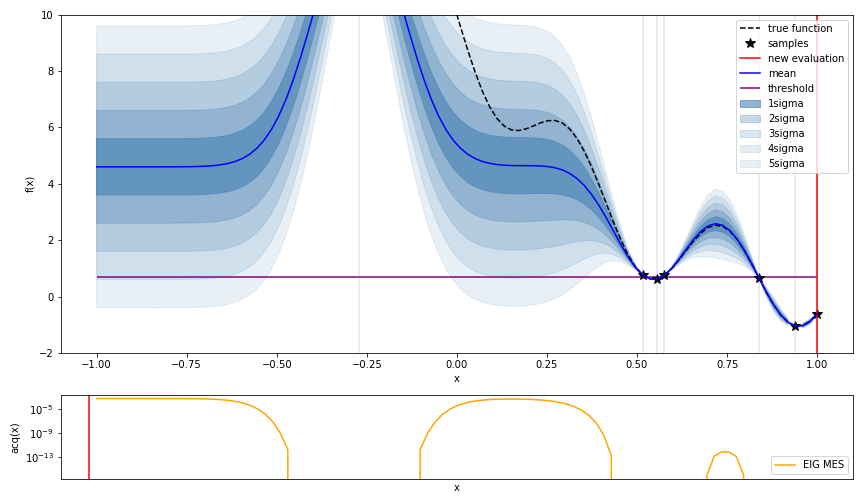 10
8
6
4
2
0
−2
f(x)
−1.00
−0.75
−0.50
−0.25
0.00
0.25
0.50
0.75
1.00
x
true function
samples
new evaluation
mean
threshold
1sigma
2sigma
3sigma
4sigma
5sigma
10−5
10−9
10−13
acq(x)
x
EIG MES